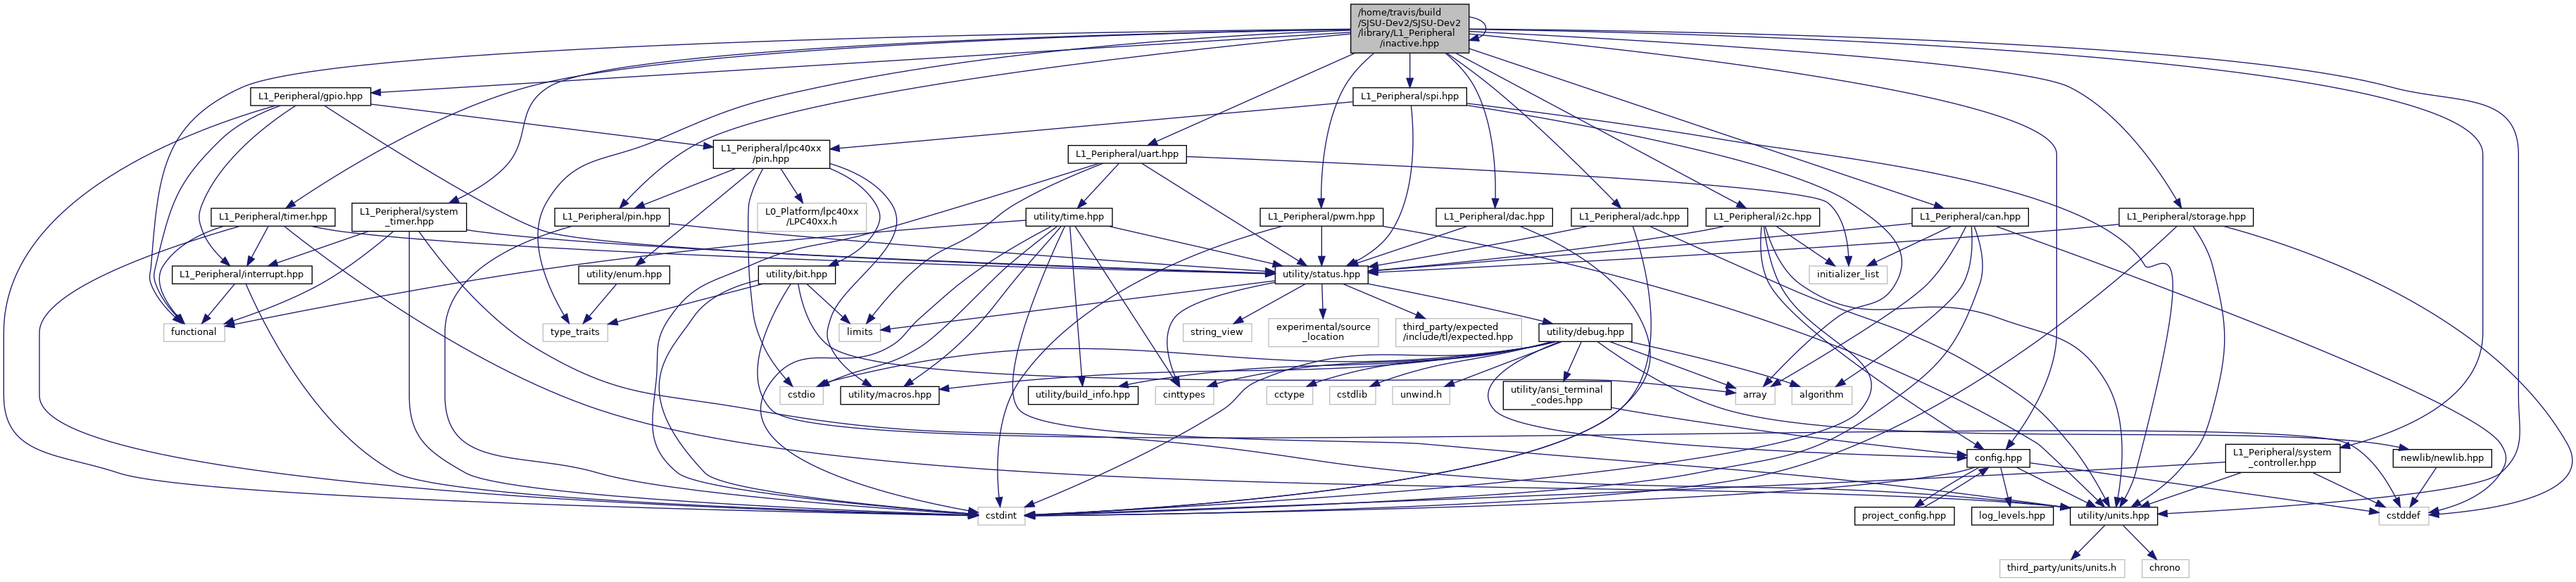 /home/travis/build
/SJSU-Dev2/SJSU-Dev2
/library/L1_Peripheral
/inactive.hpp
L1_Peripheral/gpio.hpp
L1_Peripheral/spi.hpp
L1_Peripheral/lpc40xx
/pin.hpp
L1_Peripheral/uart.hpp
L1_Peripheral/timer.hpp
L1_Peripheral/system
_timer.hpp
L1_Peripheral/pin.hpp
L0_Platform/lpc40xx
/LPC40xx.h
utility/time.hpp
L1_Peripheral/pwm.hpp
L1_Peripheral/dac.hpp
L1_Peripheral/adc.hpp
L1_Peripheral/i2c.hpp
L1_Peripheral/can.hpp
L1_Peripheral/storage.hpp
L1_Peripheral/interrupt.hpp
utility/enum.hpp
utility/bit.hpp
utility/status.hpp
initializer_list
functional
type_traits
limits
string_view
experimental/source
_location
third_party/expected
/include/tl/expected.hpp
utility/debug.hpp
cstdio
utility/macros.hpp
utility/build_info.hpp
cinttypes
cctype
cstdlib
unwind.h
utility/ansi_terminal
_codes.hpp
array
algorithm
config.hpp
L1_Peripheral/system
_controller.hpp
newlib/newlib.hpp
cstdint
project_config.hpp
log_levels.hpp
utility/units.hpp
cstddef
third_party/units/units.h
chrono